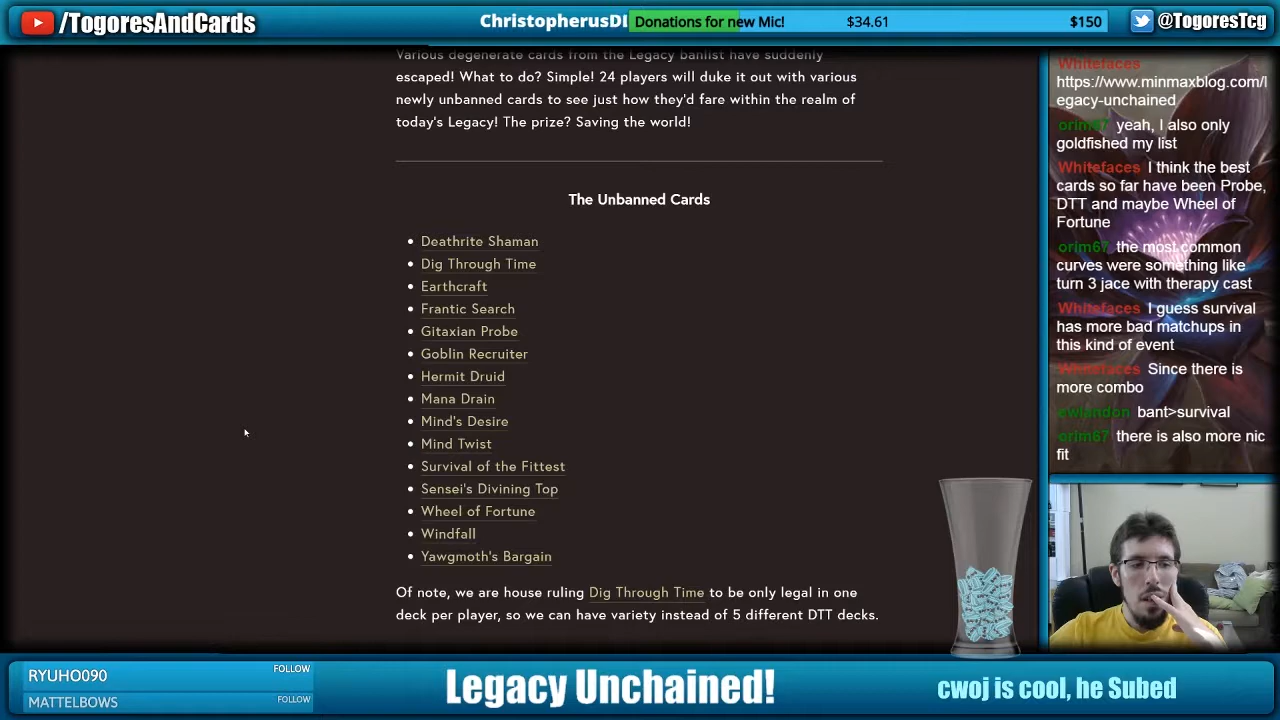 /TogoresAndCards
ChristopherusDI
Donations for new Mic!
$34.61
$150
@TogoresTcg
Various degenerate cards from the Legacy banlist have suddenly
escaped! What to do? Simple! 24 players will duke it out with various
newly unbanned cards to see just how they'd fare within the realm of
today's Legacy! The prize? Saving the world!
The Unbanned Cards
Deathrite Shaman
Dig Through Time
Earthcraft
Frantic Search
Gitaxian Probe
Goblin Recruiter
Hermit Druid
Mana Drain
Mind's Desire
Mind Twist
Survival of the Fittest
Sensei's Divining Top
Wheel of Fortune
Windfall
Yawgmoth's Bargain
Of note, we are house ruling Dig Through Time to be only legal in one
deck per player, so we can have variety instead of 5 different DTT decks.
Whitefaces
https://www.minmaxblog.com/l
egacy-unchained
orim67 yeah, I also only
goldfished my list
Whitefaces I think the best
cards so far have been Probe,
DTT and maybe Wheel of
Fortune
orim67 the most common
curves were something like
turn 3 jace with therapy cast
Whitefaces I guess survival
has more bad matchups in
this kind of event
Whitefaces Since there is
more combo
ewlandon bant>survival
orim67 there is also more nic
fit
RYUHO090
FOLLOW
MATTELBOWS
FOLLOW
Legacy Unchained!
cwoj is cool, he Subed